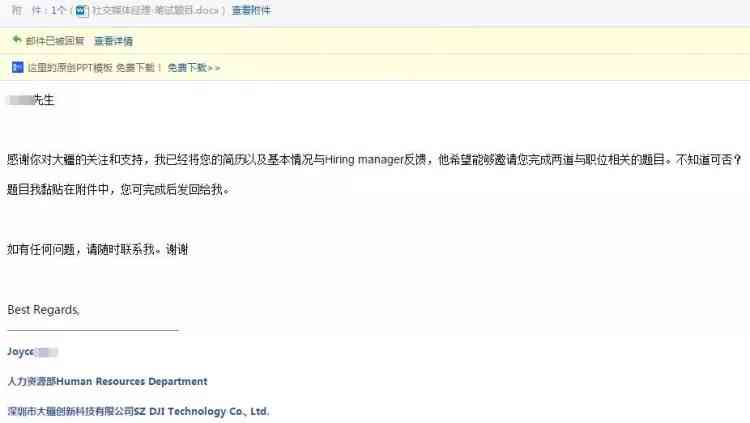 附 件：1个（社交媒体经理-笔试题目.docx）查看附件
邮件已被回复 查看详情
这里的原创PPT模板 免费下载！ 免费下载>>
先生
感谢你对大疆的关注和支持，我已经将您的简历以及基本情况与Hiring manager反馈，他希望能够邀请您完成两道与职位相关的题目。不知道可否？
题目我黏贴在附件中，您可完成后发回给我。
如有任何问题，请随时联系我。谢谢
Best Regards,
Joyce
人力资源部Human Resources Department
深圳市大疆创新科技有限公司SZ DJI Technology Co., Ltd.